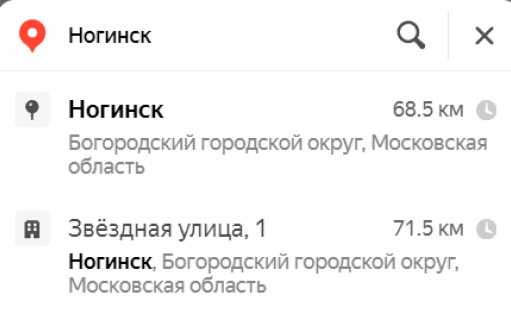 Ногинск
Ногинск 68.5 км
Богородский городской округ, Московская
область
Звёздная улица, 1 71.5 км
Ногинск, Богородский городской округ,
Московская область